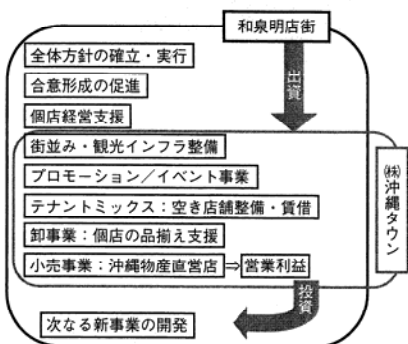 和泉明店街
全体方針の確立・実行
合意形成の促進
個店経営支援
出資
街並み・観光インフラ整備
プロモーション／イベント事業
テナントミックス：空き店舗整備・賃借
卸事業：個店の品揃え支援
小売事業：沖縄物産直営店⇒営業利益
㈱沖縄タウン
投資
次なる新事業の開発